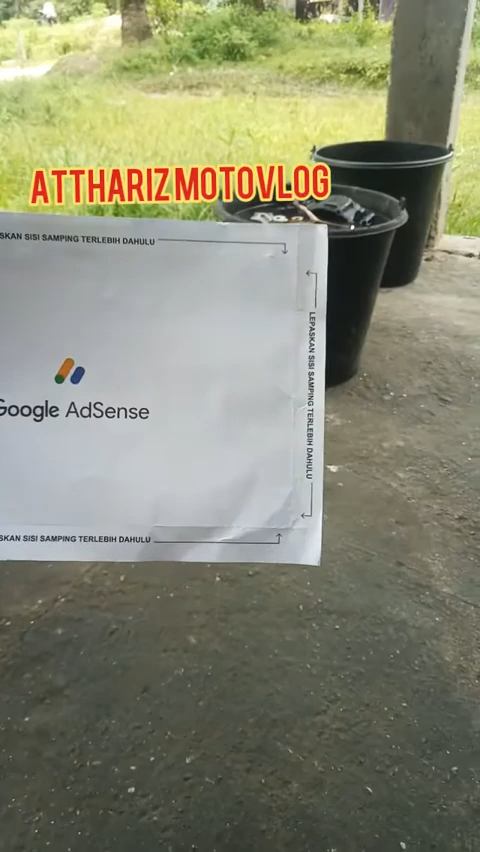 ATTHARIZ MOTOVLOG
SKAN SISI SAMPING TERLEBIH DAHULU
LEPASKAN SISI SAMPING TERLEBIH DAHULU
Google AdSense
SKAN SISI SAMPING TERLEBIH DAHULU